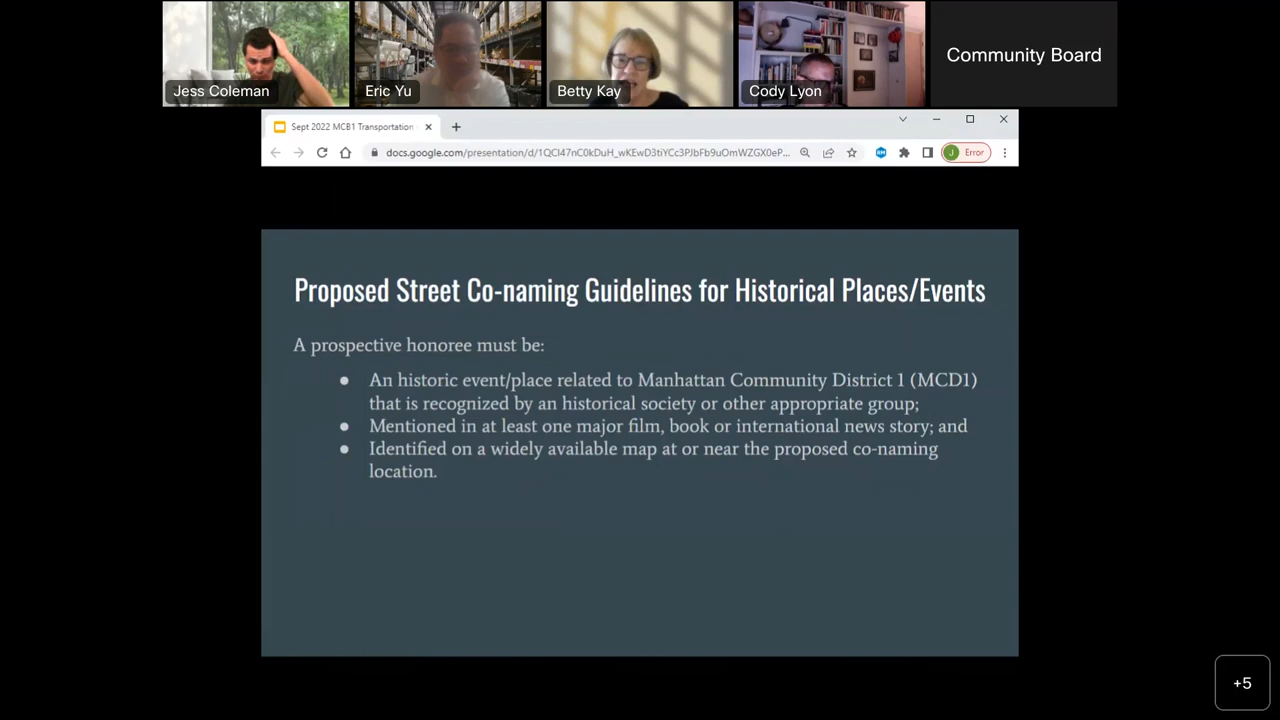 Jess Coleman
Eric Yu
Betty Kay
Cody Lyon
Community Board
Sept 2022 MCB1 Transportation
docs.google.com/presentation/d/1QCl47nC0kDuH_wKEwD3tiYCc3PJbFb9uOmWZGX0eP...
J Error
Proposed Street Co-naming Guidelines for Historical Places/Events
A prospective honoree must be:
● An historic event/place related to Manhattan Community District 1 (MCD1)
that is recognized by an historical society or other appropriate group;
● Mentioned in at least one major film, book or international news story; and
● Identified on a widely available map at or near the proposed co-naming
location.
+5